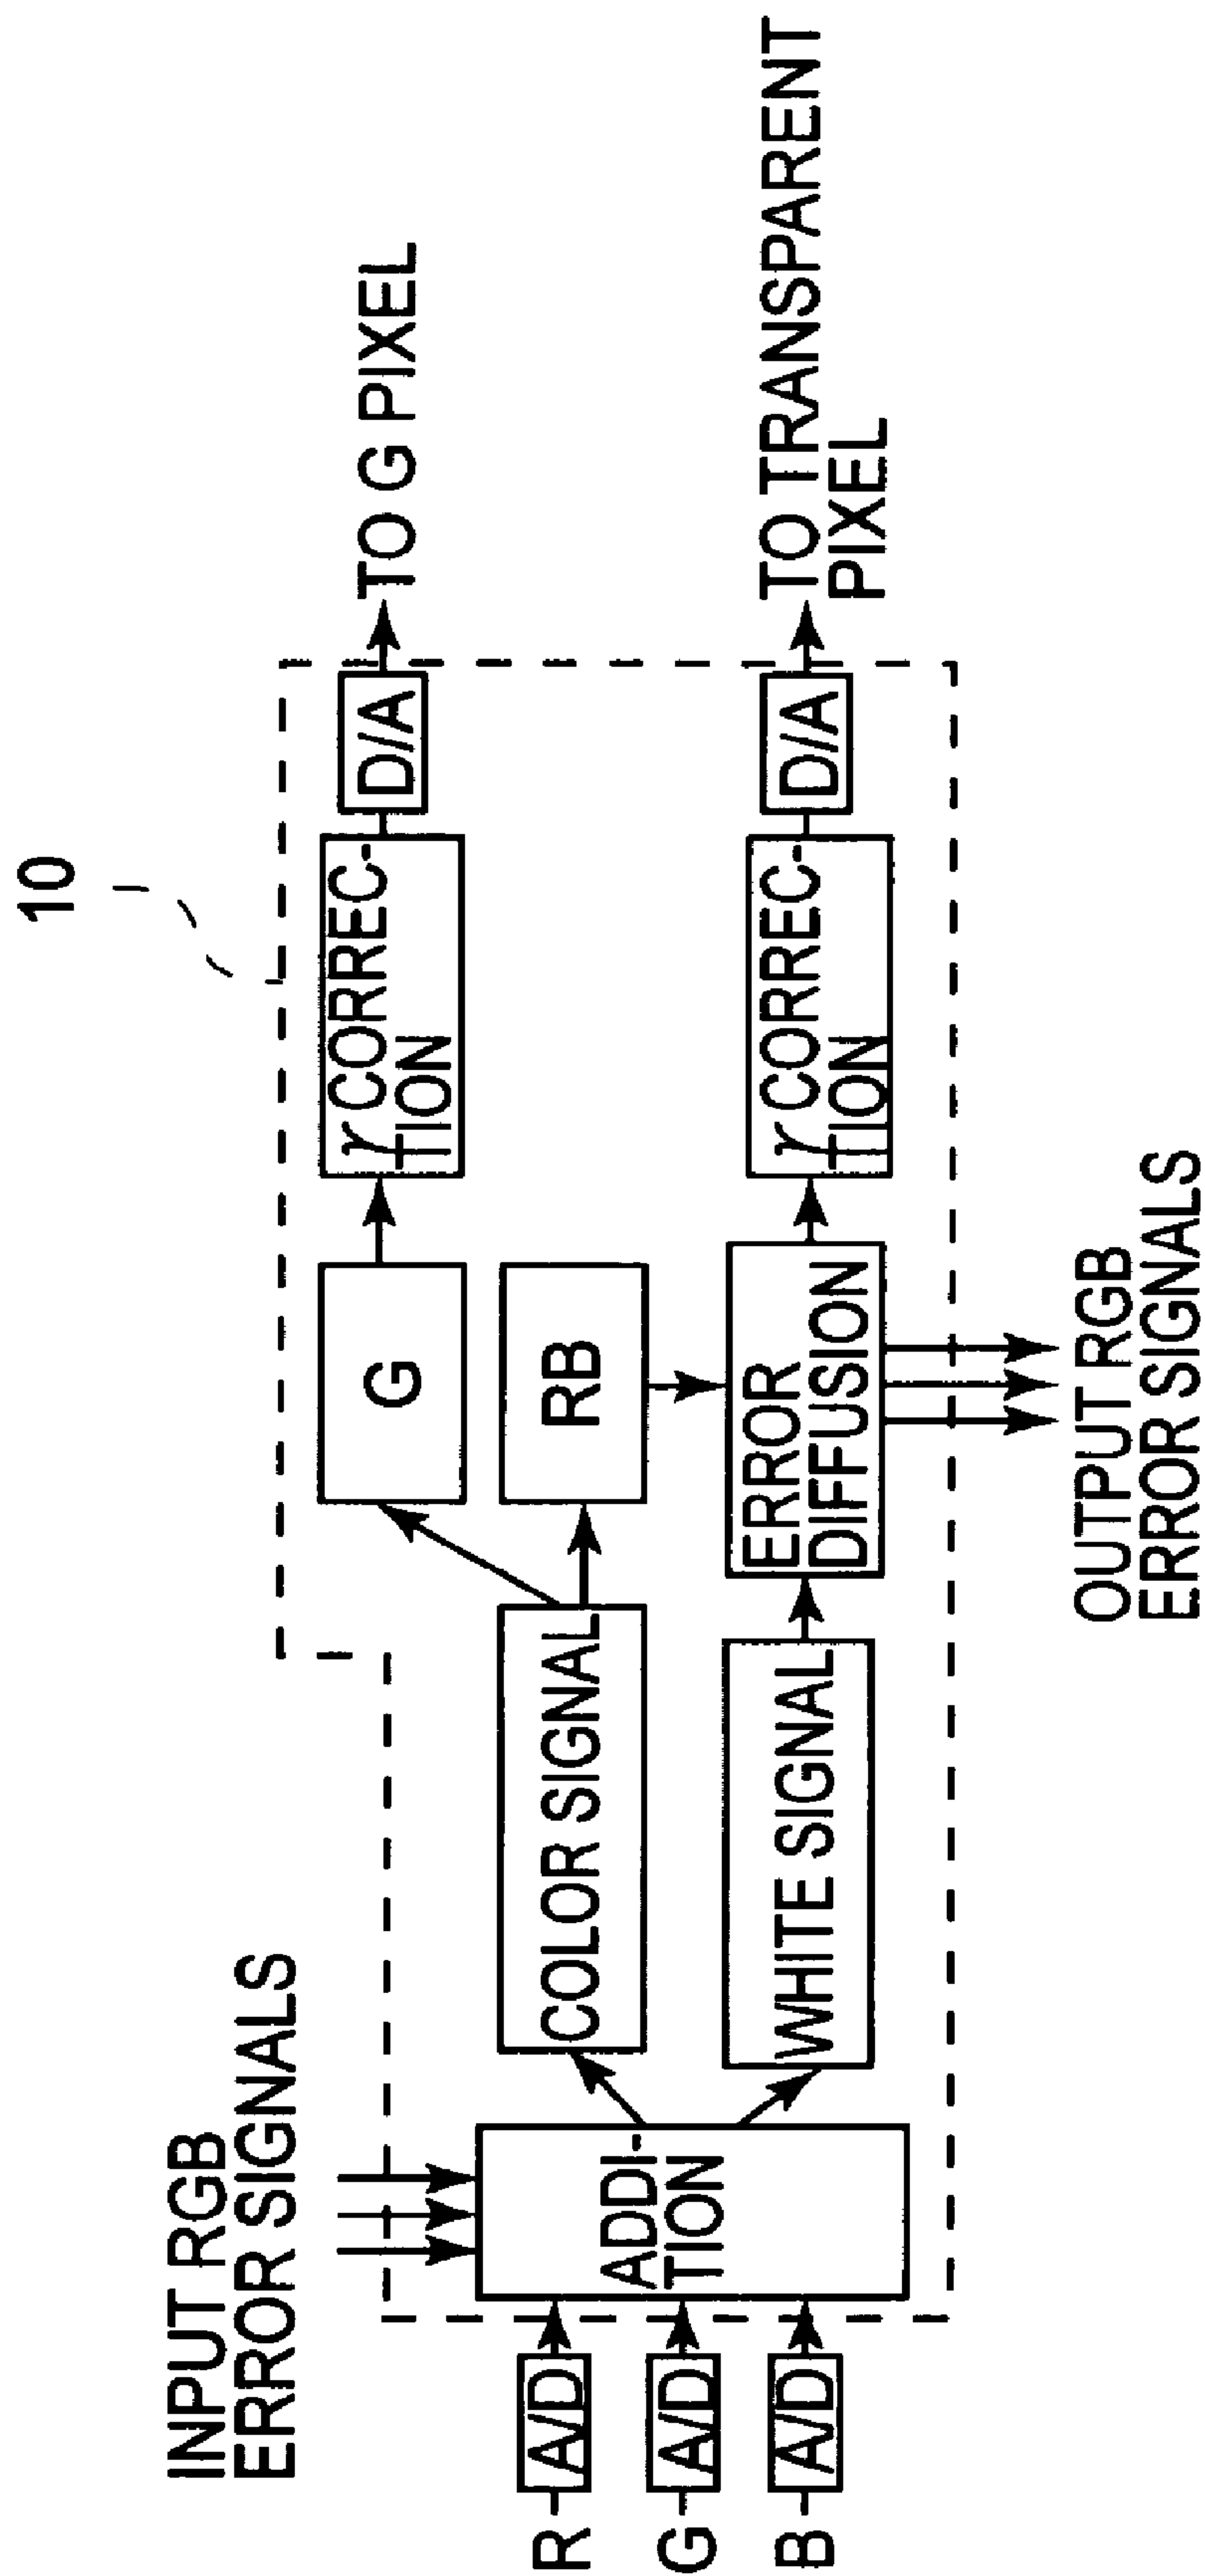 10
INPUT RGB
ERROR SIGNALS
R
A/D
G
A/D
B
A/D
ADDI-
TION
COLOR SIGNAL
WHITE SIGNAL
G
RB
ERROR
DIFFUSION
γ CORREC-
TION
D/A
TO G PIXEL
γ CORREC-
TION
D/A
TO TRANSPARENT
PIXEL
OUTPUT RGB
ERROR SIGNALS